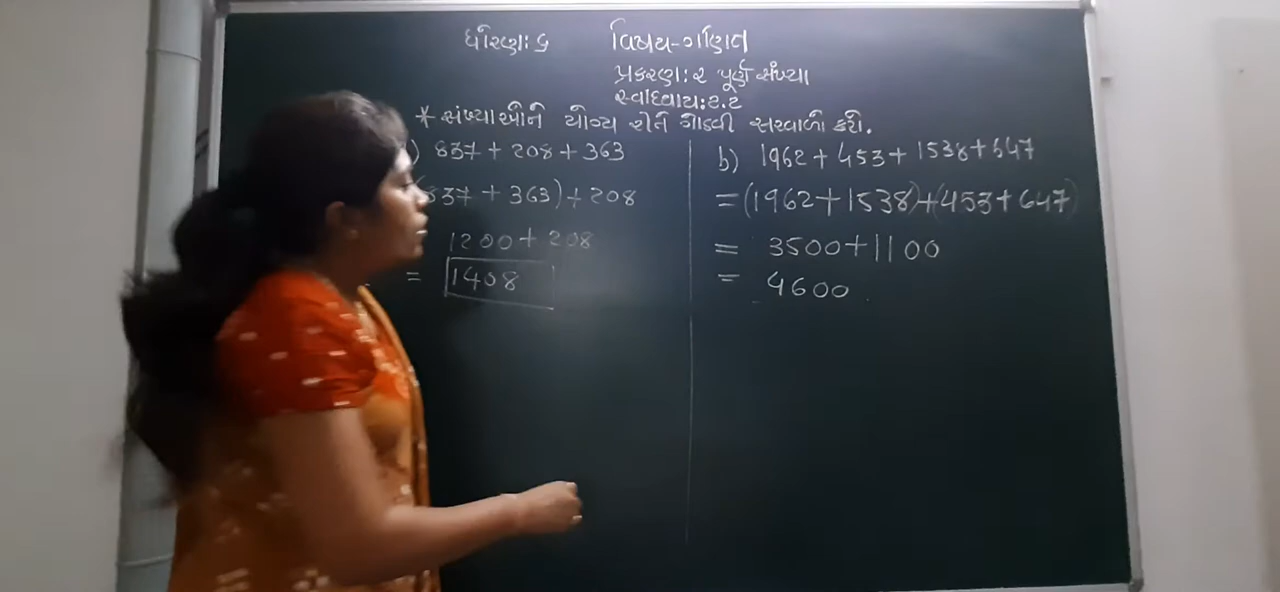 ધોરણ: ૬ વિષય-ગણિત
પ્રકરણ: ૨ પૂર્ણ સંખ્યા
સ્વાધ્યાય: ૨.૨
* સંખ્યાઓને યોગ્ય રીતે ગોઠવી સરવાળો કરો.
) 837 + 208 + 363
(837 + 363) + 208
1200 + 208
= 1408
b) 1962 + 453 + 1538 + 647
= (1962 + 1538) + (453 + 647)
= 3500 + 1100
= 4600